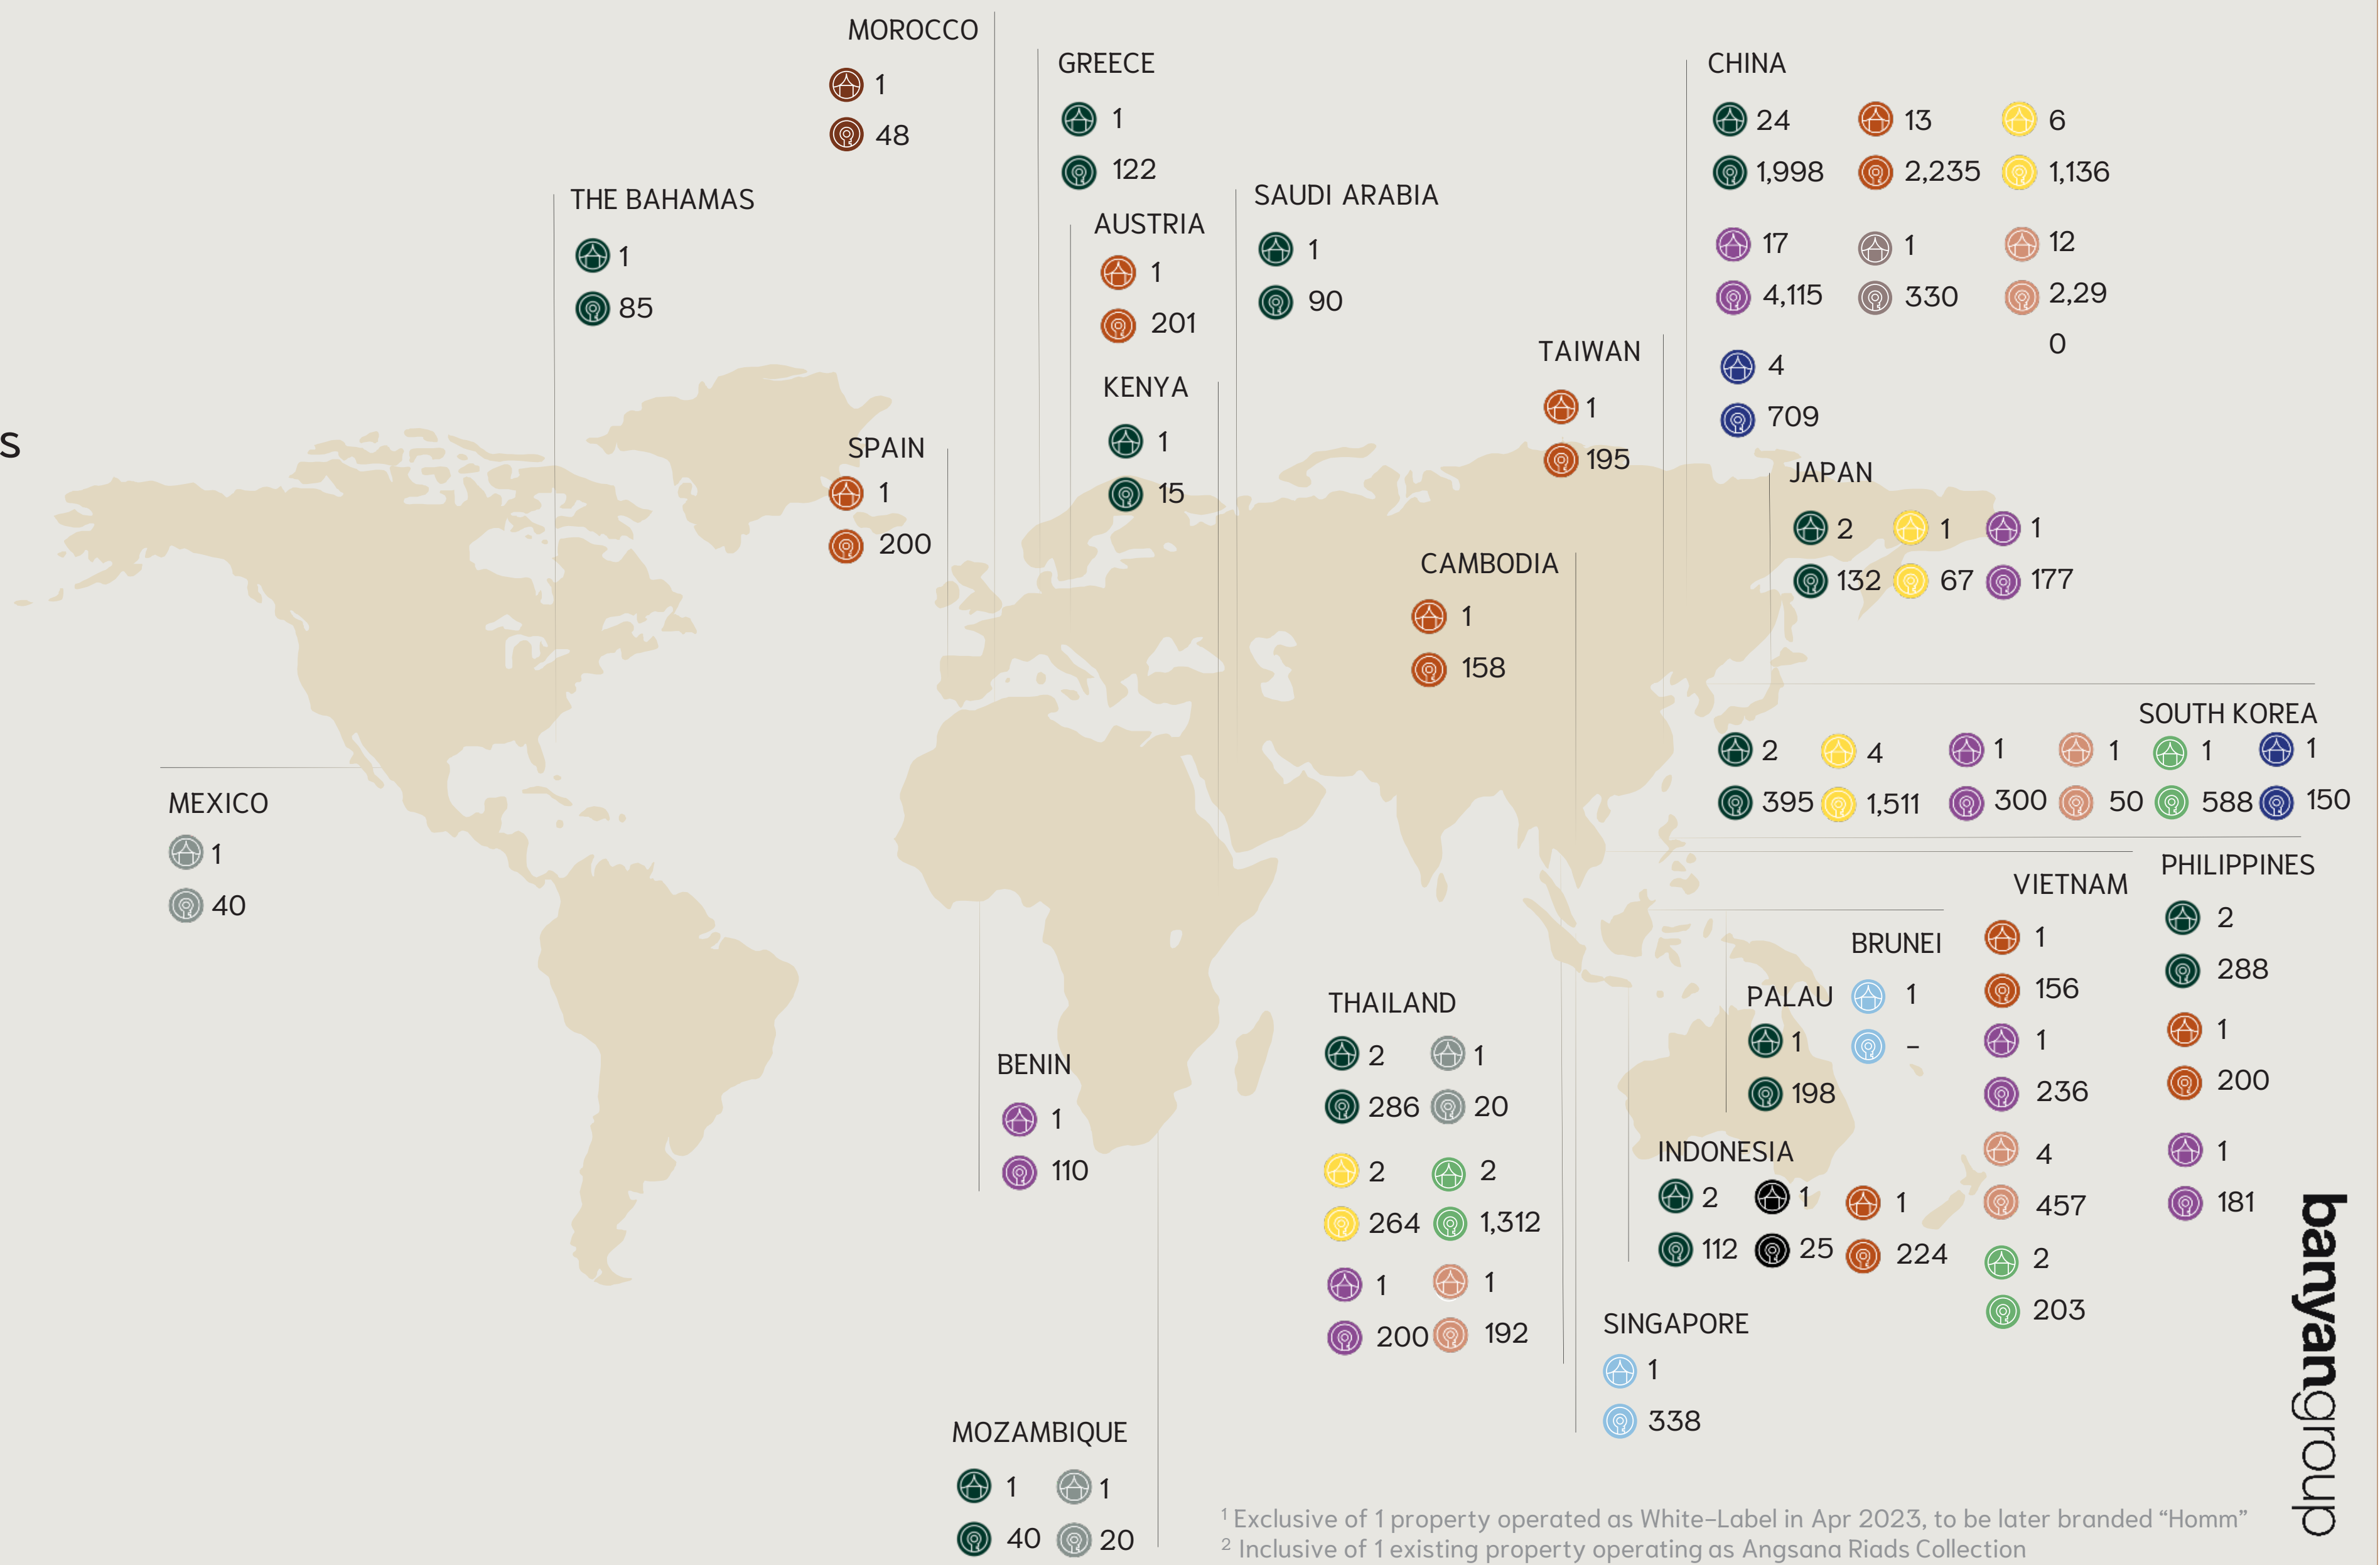 MOROCCO
1
48
GREECE
1
122
CHINA
24 13 6
1,998 2,235 1,136
17 1 12
4,115 330 2,29
0
4
709
THE BAHAMAS
1
85
AUSTRIA
1
201
SAUDI ARABIA
1
90
KENYA
1
15
TAIWAN
1
195
S
SPAIN
1
200
JAPAN
2 1 1
132 67 177
CAMBODIA
1
158
SOUTH KOREA
2 4 1 1 1 1
395 1,511 300 50 588 150
MEXICO
1
40
PHILIPPINES
2
288
1
200
1
181
VIETNAM
1
156
1
236
4
457
2
203
BRUNEI
1
–
PALAU
1
198
THAILAND
2 1
286 20
2 2
264 1,312
1 1
200 192
BENIN
1
110
INDONESIA
2 1 1
112 25 224
SINGAPORE
1
338
MOZAMBIQUE
1 1
40 20
banyangroup
¹ Exclusive of 1 property operated as White-Label in Apr 2023, to be later branded “Homm”
² Inclusive of 1 existing property operating as Angsana Riads Collection